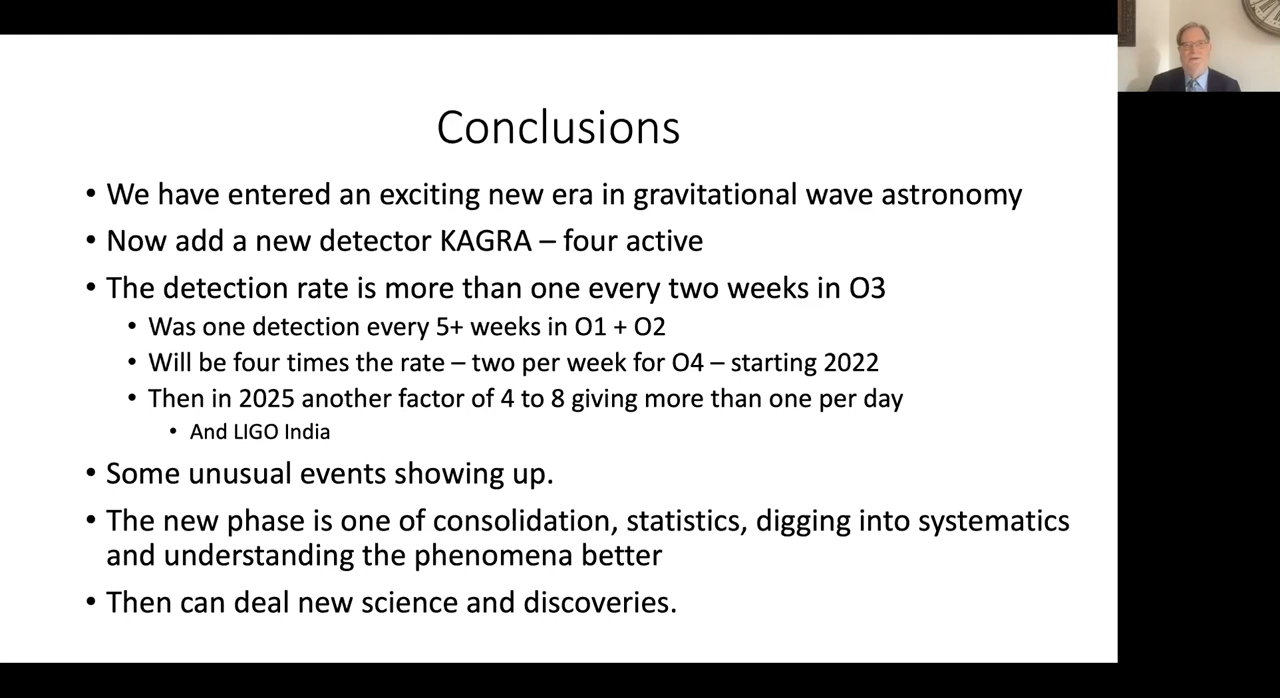 Conclusions
• We have entered an exciting new era in gravitational wave astronomy
• Now add a new detector KAGRA – four active
• The detection rate is more than one every two weeks in O3
• Was one detection every 5+ weeks in O1 + O2
• Will be four times the rate – two per week for O4 – starting 2022
• Then in 2025 another factor of 4 to 8 giving more than one per day
• And LIGO India
• Some unusual events showing up.
• The new phase is one of consolidation, statistics, digging into systematics
and understanding the phenomena better
• Then can deal new science and discoveries.